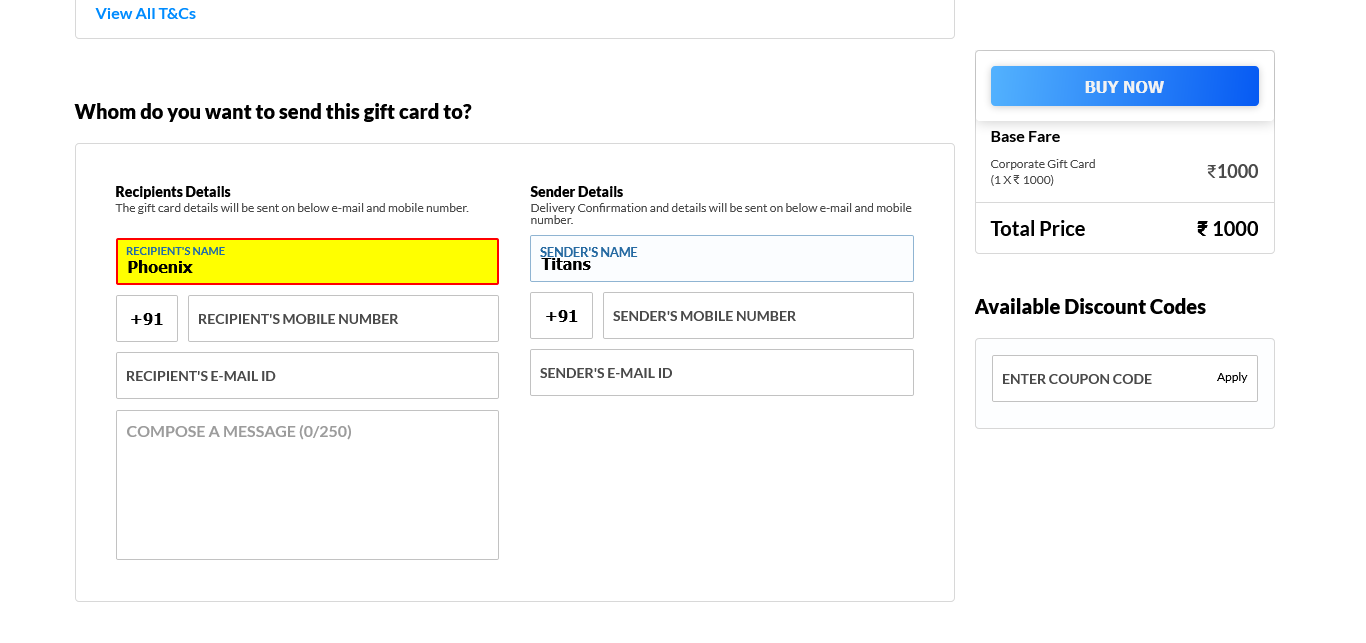 View All T&Cs
Whom do you want to send this gift card to?
Recipients Details
The gift card details will be sent on below e-mail and mobile number.
RECIPIENT'S NAME
Phoenix
+91
RECIPIENT'S MOBILE NUMBER
RECIPIENT'S E-MAIL ID
COMPOSE A MESSAGE (0/250)
Sender Details
Delivery Confirmation and details will be sent on below e-mail and mobile
number.
SENDER'S NAME
Titans
+91
SENDER'S MOBILE NUMBER
SENDER'S E-MAIL ID
BUY NOW
Base Fare
Corporate Gift Card
(1 X ₹ 1000)
₹1000
Total Price
₹ 1000
Available Discount Codes
ENTER COUPON CODE
Apply